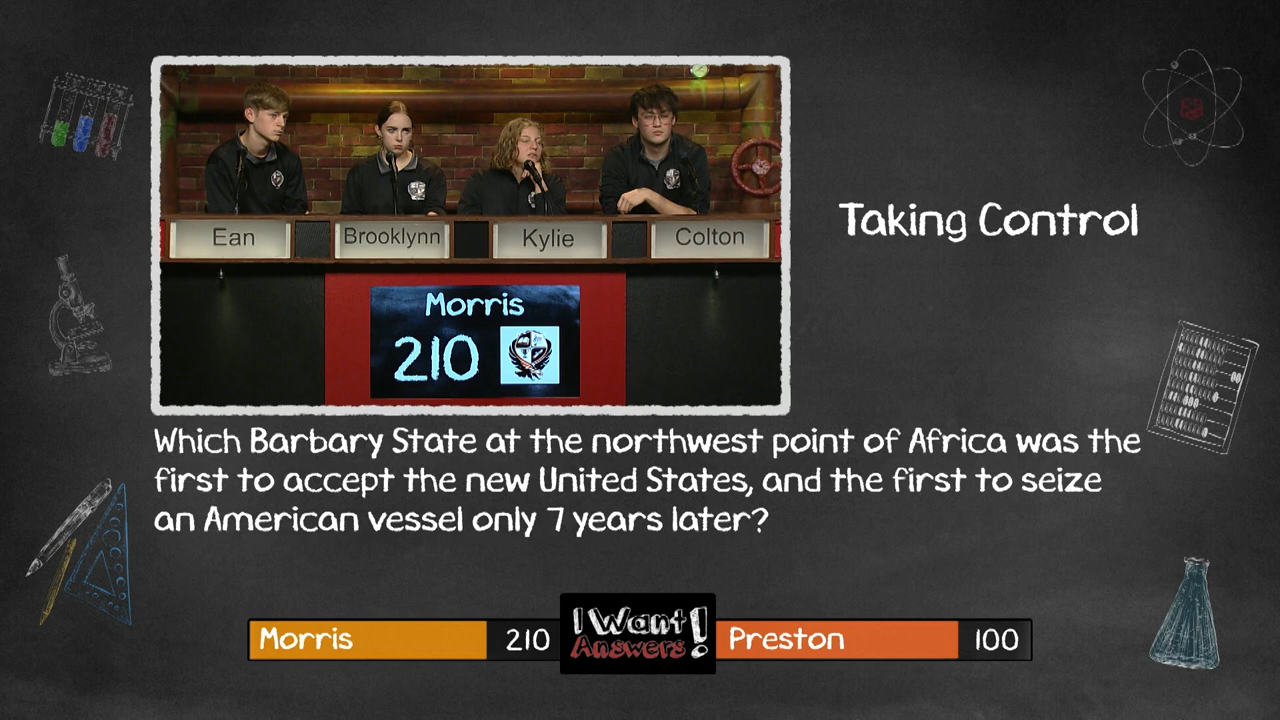 Taking Control
Ean
Brooklynn
Kylie
Colton
Morris
210
Which Barbary State at the northwest point of Africa was the
first to accept the new United States, and the first to seize
an American vessel only 7 years later?
Morris 210
I Want
Answers!
Preston 100